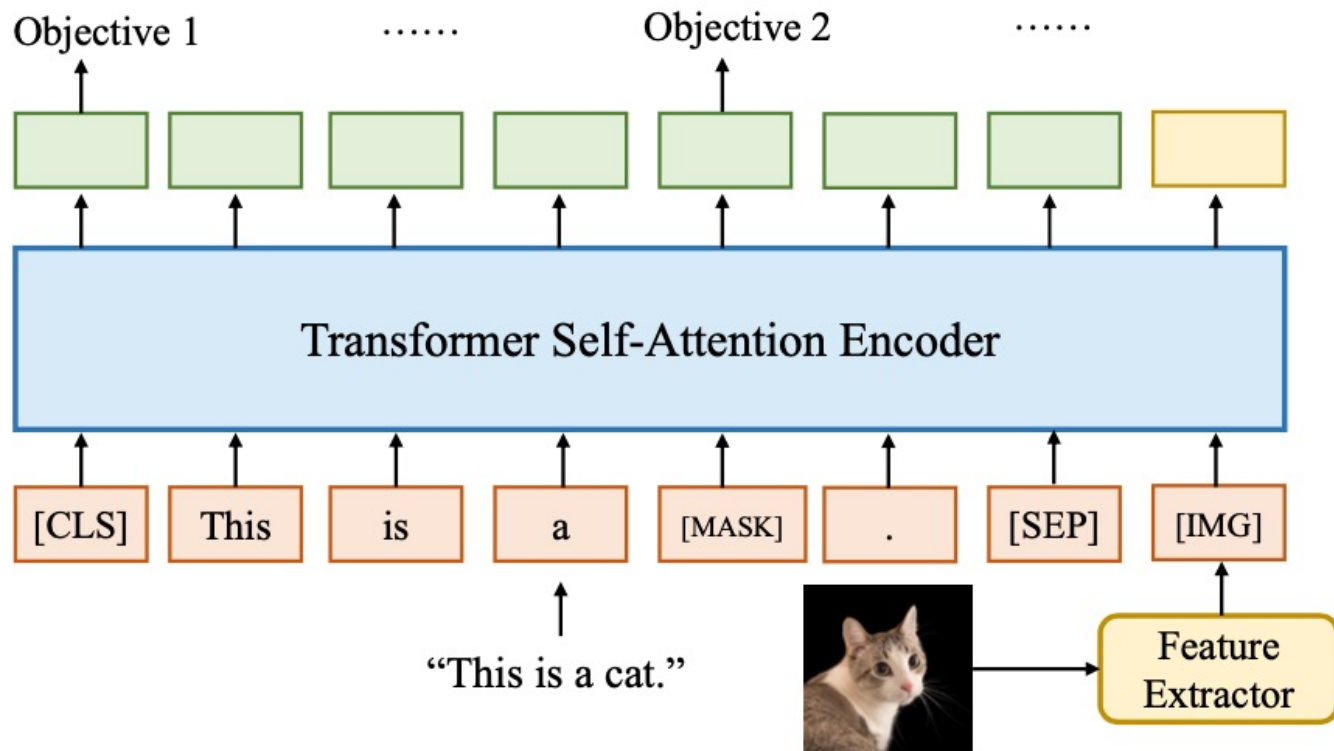 Objective 1 ...... Objective 2 ......
Transformer Self-Attention Encoder
[CLS] This is a [MASK] . [SEP] [IMG]
“This is a cat.”
Feature
Extractor